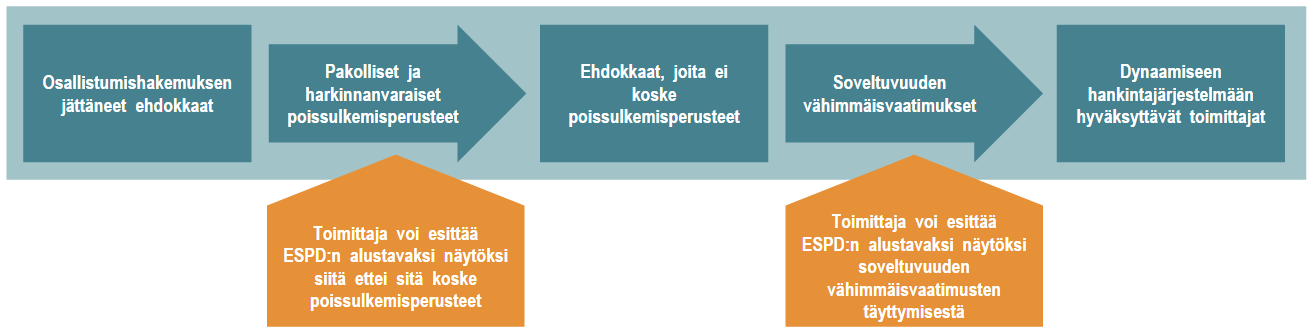 Osallistumishakemuksen
jättäneet ehdokkaat
Pakolliset ja
harkinnanvaraiset
poissulkemisperusteet
Ehdokkaat, joita ei
koske
poissulkemisperusteet
Soveltuvuuden
vähimmäisvaatimukset
Dynaamiseen
hankintajärjestelmään
hyväksyttävät toimittajat
Toimittaja voi esittää
ESPD:n alustavaksi näytöksi
siitä ettei sitä koske
poissulkemisperusteet
Toimittaja voi esittää
ESPD:n alustavaksi näytöksi
soveltuvuuden
vähimmäisvaatimusten
täyttymisestä